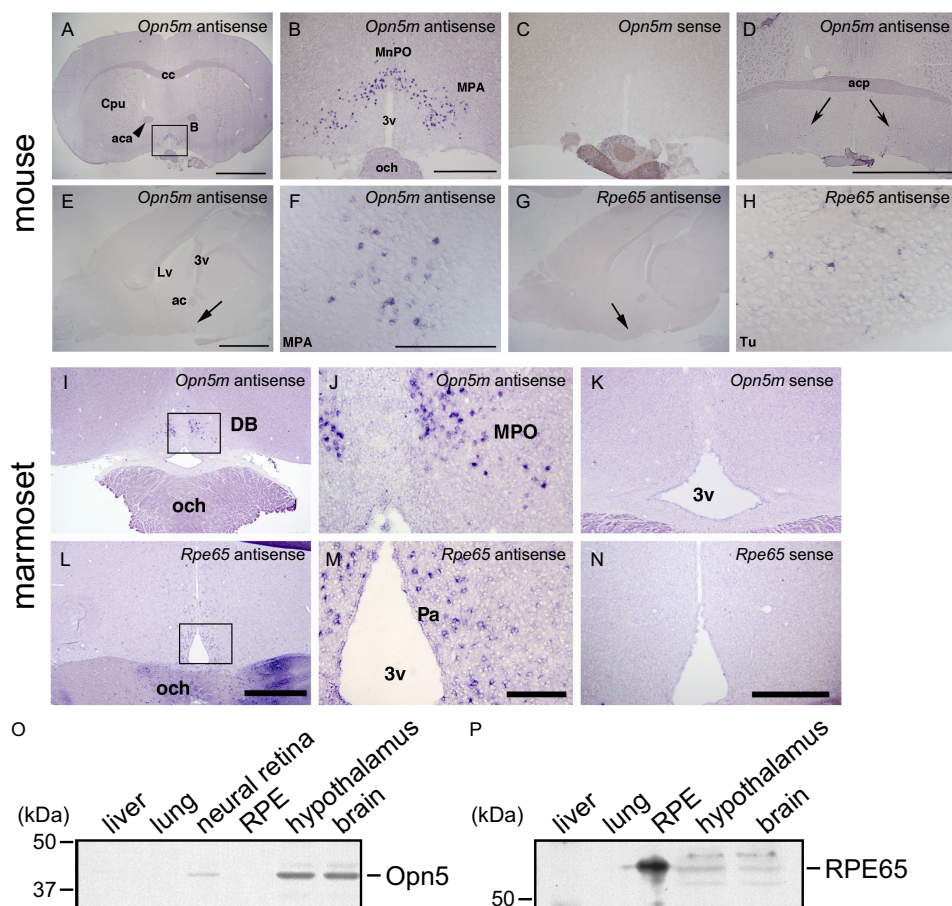 mouse
A Opn5m antisense
cc
Cpu
aca
B
B Opn5m antisense
MnPO
MPA
3v
och
C Opn5m sense
D Opn5m antisense
acp
E Opn5m antisense
3v
Lv
ac
F Opn5m antisense
MPA
G Rpe65 antisense
H Rpe65 antisense
Tu
marmoset
I Opn5m antisense
DB
och
J Opn5m antisense
MPO
K Opn5m sense
3v
L Rpe65 antisense
och
M Rpe65 antisense
Pa
3v
N Rpe65 sense
O
liver
lung
neural retina
RPE
hypothalamus
brain
(kDa)
50
37
Opn5
P
liver
lung
RPE
hypothalamus
brain
(kDa)
50
RPE65